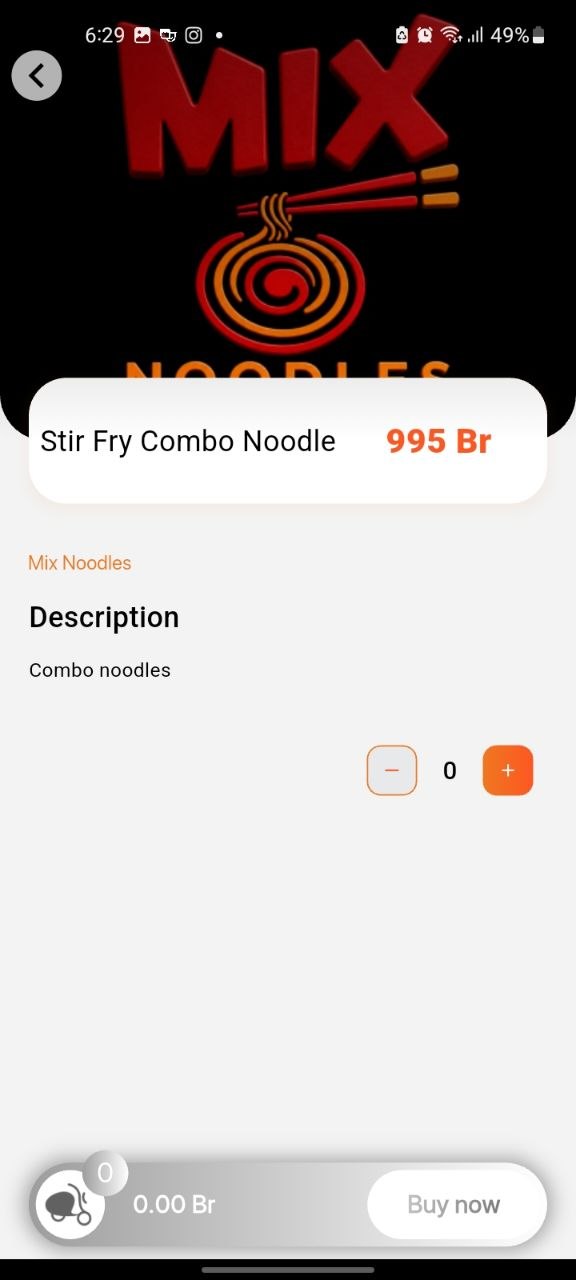 6:29
49%
MIX
NOODLES
Stir Fry Combo Noodle 995 Br
Mix Noodles
Description
Combo noodles
− 0 +
0
0.00 Br Buy now